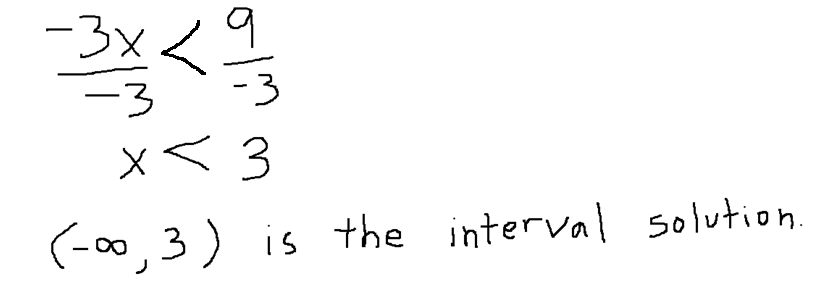 -3x/-3 < 9/-3
x < 3
(-∞, 3) is the interval solution.